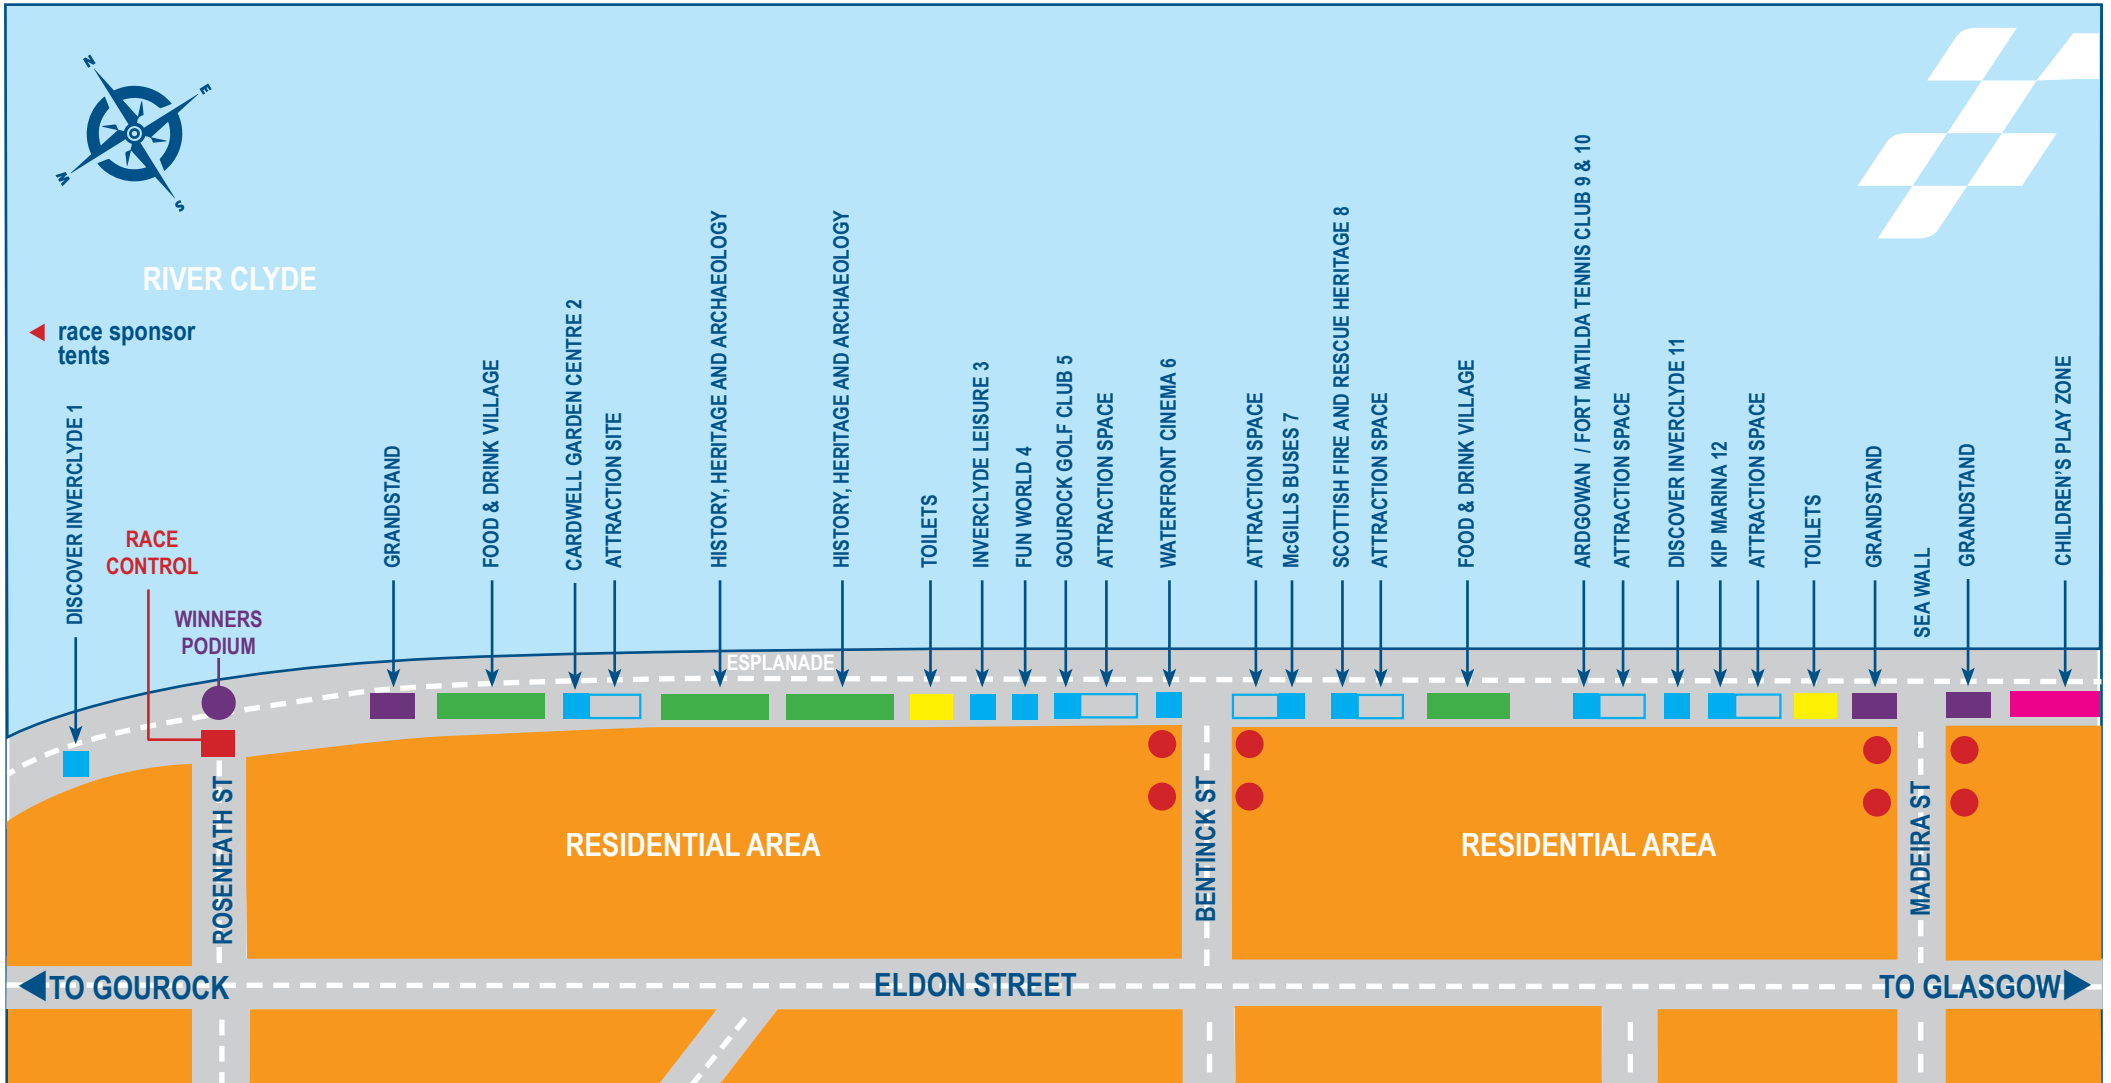 N
E
W
S
RIVER CLYDE
race sponsor
tents
DISCOVER INVERCLYDE 1
RACE
CONTROL
WINNERS
PODIUM
GRANDSTAND
FOOD & DRINK VILLAGE
CARDWELL GARDEN CENTRE 2
ATTRACTION SITE
HISTORY, HERITAGE AND ARCHAEOLOGY
HISTORY, HERITAGE AND ARCHAEOLOGY
TOILETS
INVERCLYDE LEISURE 3
FUN WORLD 4
GOUROCK GOLF CLUB 5
ATTRACTION SPACE
WATERFRONT CINEMA 6
ATTRACTION SPACE
McGILLS BUSES 7
SCOTTISH FIRE AND RESCUE HERITAGE 8
ATTRACTION SPACE
FOOD & DRINK VILLAGE
ARDGOWAN / FORT MATILDA TENNIS CLUB 9 & 10
ATTRACTION SPACE
DISCOVER INVERCLYDE 11
KIP MARINA 12
ATTRACTION SPACE
TOILETS
GRANDSTAND
SEA WALL
GRANDSTAND
CHILDREN'S PLAY ZONE
ESPLANADE
ROSENEATH ST
RESIDENTIAL AREA
BENTINCK ST
RESIDENTIAL AREA
MADEIRA ST
TO GOUROCK
ELDON STREET
TO GLASGOW